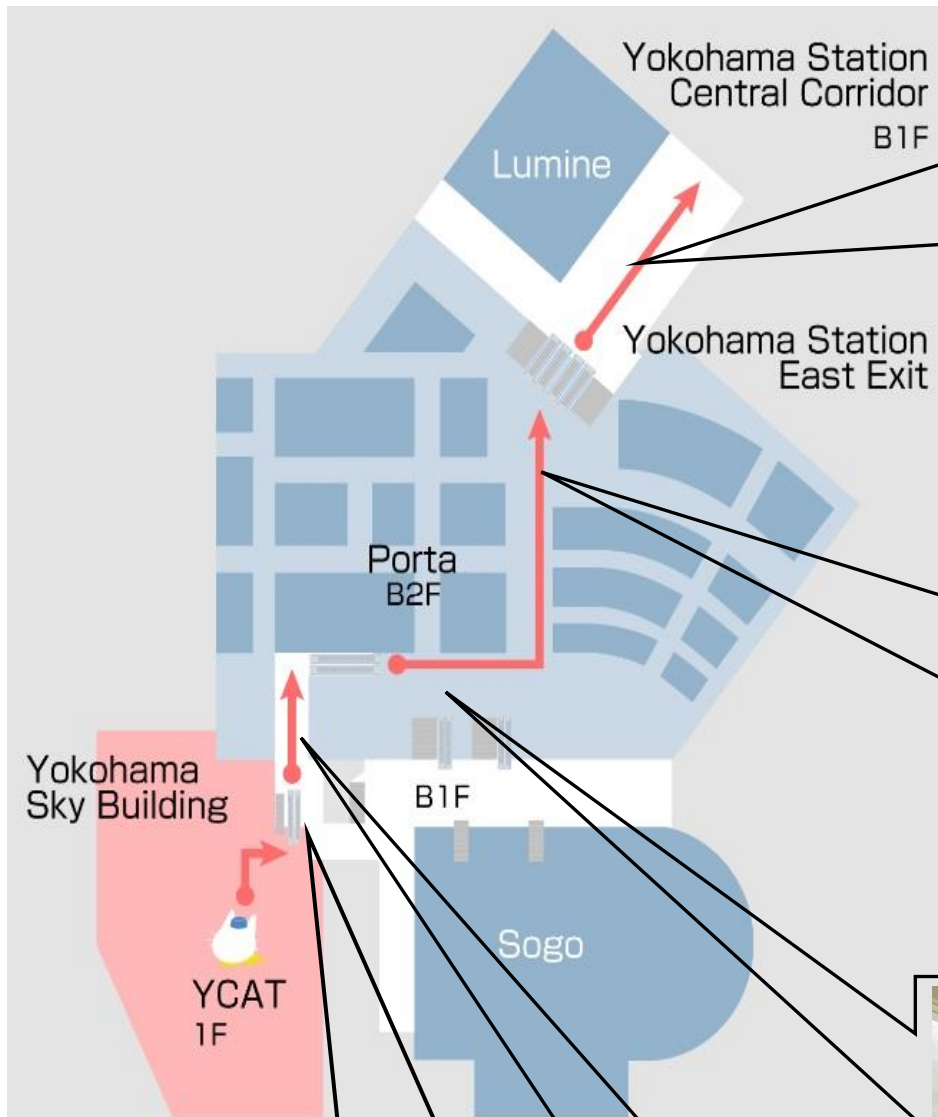 Yokohama Station
Central Corridor
B1F
Lumine
Yokohama Station
East Exit
Porta
B2F
Yokohama
Sky Building
B1F
YCAT
1F
Sogo